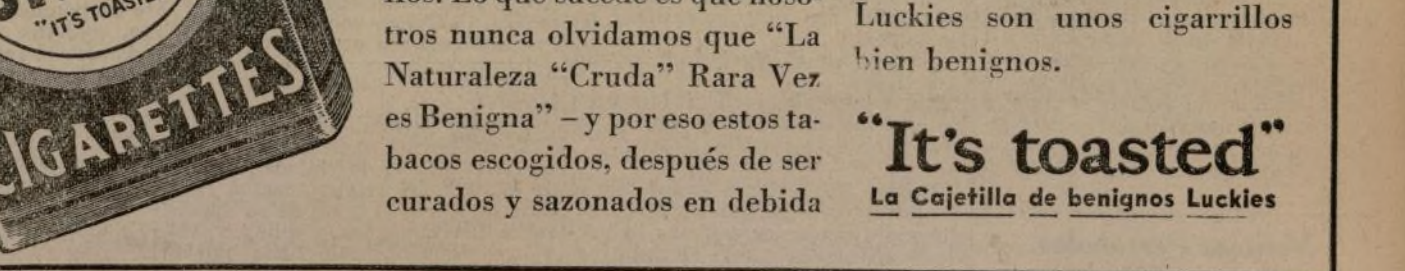 "IT'S TOASTED"
CIGARETTES
tros nunca olvidamos que “La
Naturaleza “Cruda” Rara Vez
es Benigna” – y por eso estos ta-
bacos escogidos, después de ser
curados y sazonados en debida
Luckies son unos cigarrillos
bien benignos.
“It's toasted”
La Cajetilla de benignos Luckies